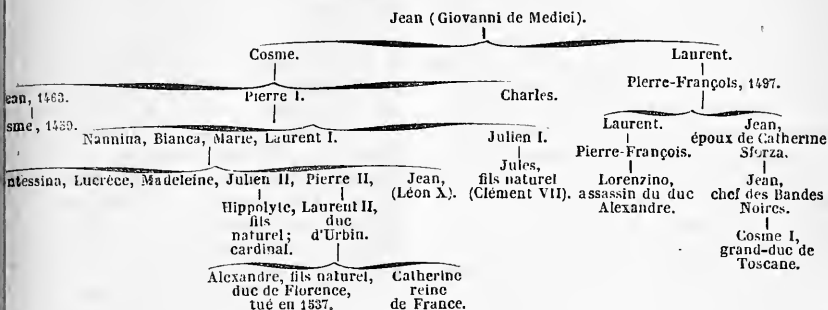 Jean (Giovanni de Medici).
Cosme. Laurent.
Pierre-François, 1497.
ean, 1463. Pierre I. Charles.
sme, 1459. Laurent. Jean,
Nannina, Bianca, Marie, Laurent I. Julien I. époux de Catherine
Pierre-François. Sforza.
Jules,
ntessina, Lucrèce, Madeleine, Julien II, Pierre II, Jean, fils naturel Lorenzino, Jean,
(Léon X). (Clément VII). assassin du duc chef des Bandes
Hippolyte, Laurent II, Alexandre. Noires.
fils duc
naturel; d'Urbin. Cosme I,
cardinal. grand-duc de
Toscane.
Alexandre, fils naturel, Catherine
duc de Florence, reine
tué en 1537. de France.